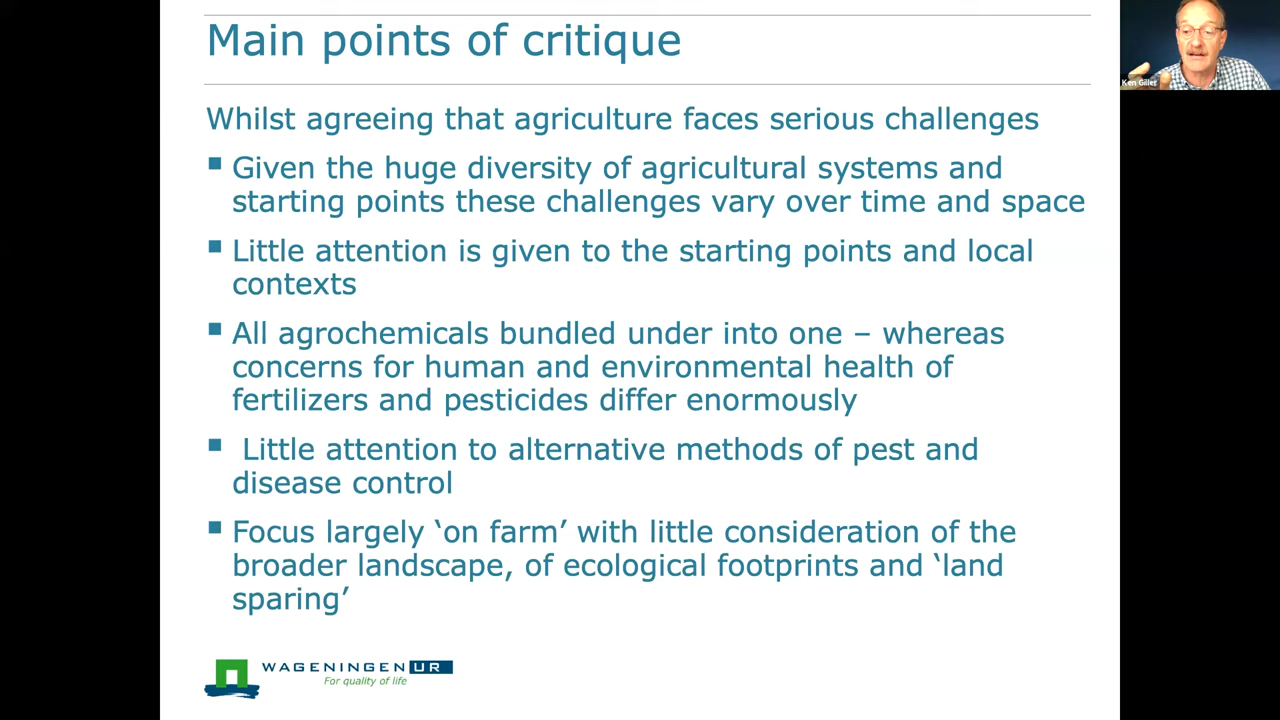 Main points of critique
Whilst agreeing that agriculture faces serious challenges
▪ Given the huge diversity of agricultural systems and
starting points these challenges vary over time and space
▪ Little attention is given to the starting points and local
contexts
▪ All agrochemicals bundled under into one – whereas
concerns for human and environmental health of
fertilizers and pesticides differ enormously
▪ Little attention to alternative methods of pest and
disease control
▪ Focus largely ‘on farm’ with little consideration of the
broader landscape, of ecological footprints and ‘land
sparing’
WAGENINGEN UR
For quality of life
Ken Giller